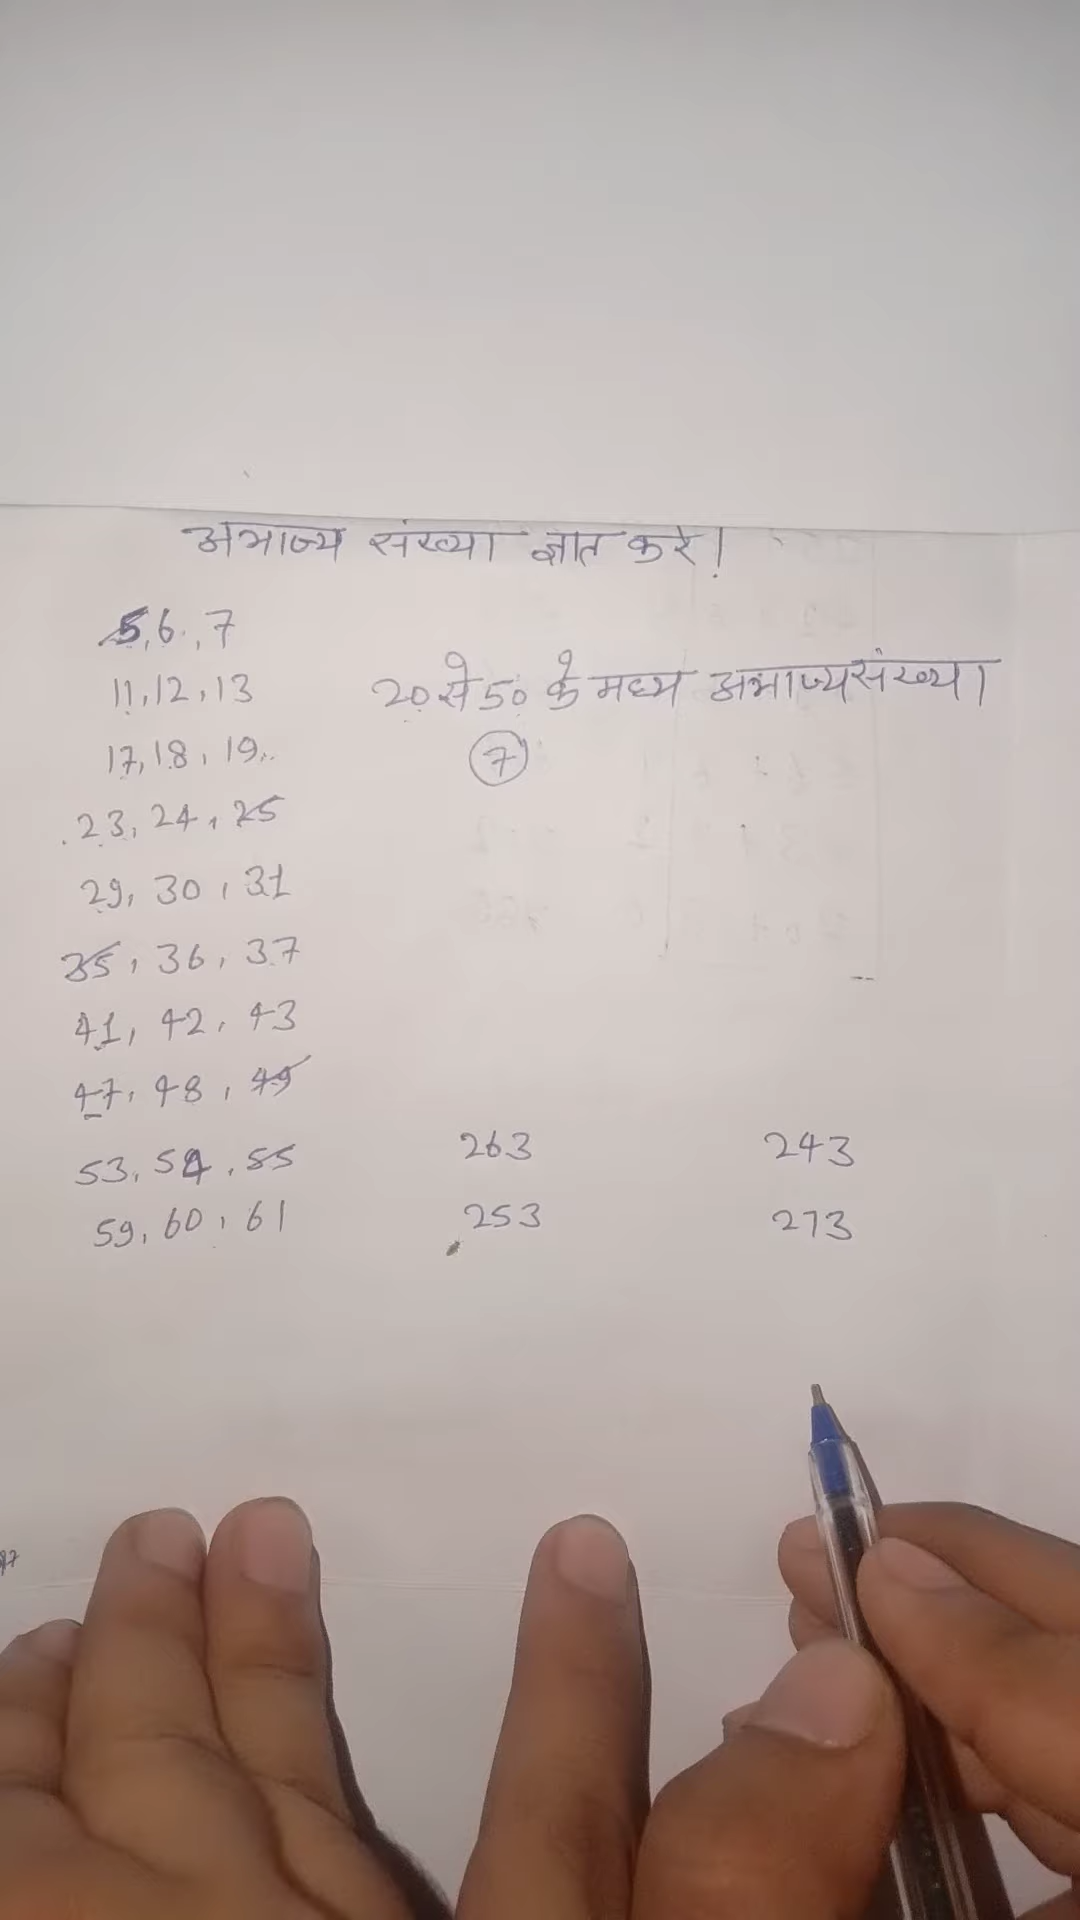 अभाज्य संख्या ज्ञात करे!
5, 6, 7
11, 12, 13
20 से 50 के मध्य अभाज्य संख्या
17, 18, 19
7
23, 24, 25
29, 30, 31
35, 36, 37
41, 42, 43
47, 48, 49
53, 54, 55
263 243
59, 60, 61
253 273